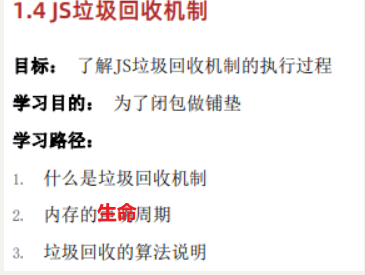 1.4 JS垃圾回收机制
目标： 了解JS垃圾回收机制的执行过程
学习目的： 为了闭包做铺垫
学习路径：
1. 什么是垃圾回收机制
2. 内存的生命周期
3. 垃圾回收的算法说明